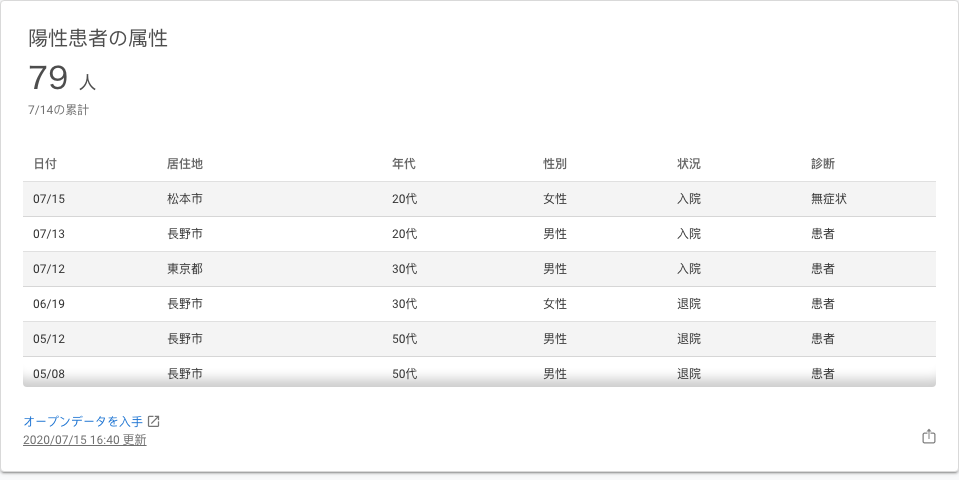 陽性患者の属性
79 人
7/14の累計
日付 居住地 年代 性別 状況 診断
07/15 松本市 20代 女性 入院 無症状
07/13 長野市 20代 男性 入院 患者
07/12 東京都 30代 男性 入院 患者
06/19 長野市 30代 女性 退院 患者
05/12 長野市 50代 男性 退院 患者
05/08 長野市 50代 男性 退院 患者
オープンデータを入手
2020/07/15 16:40 更新